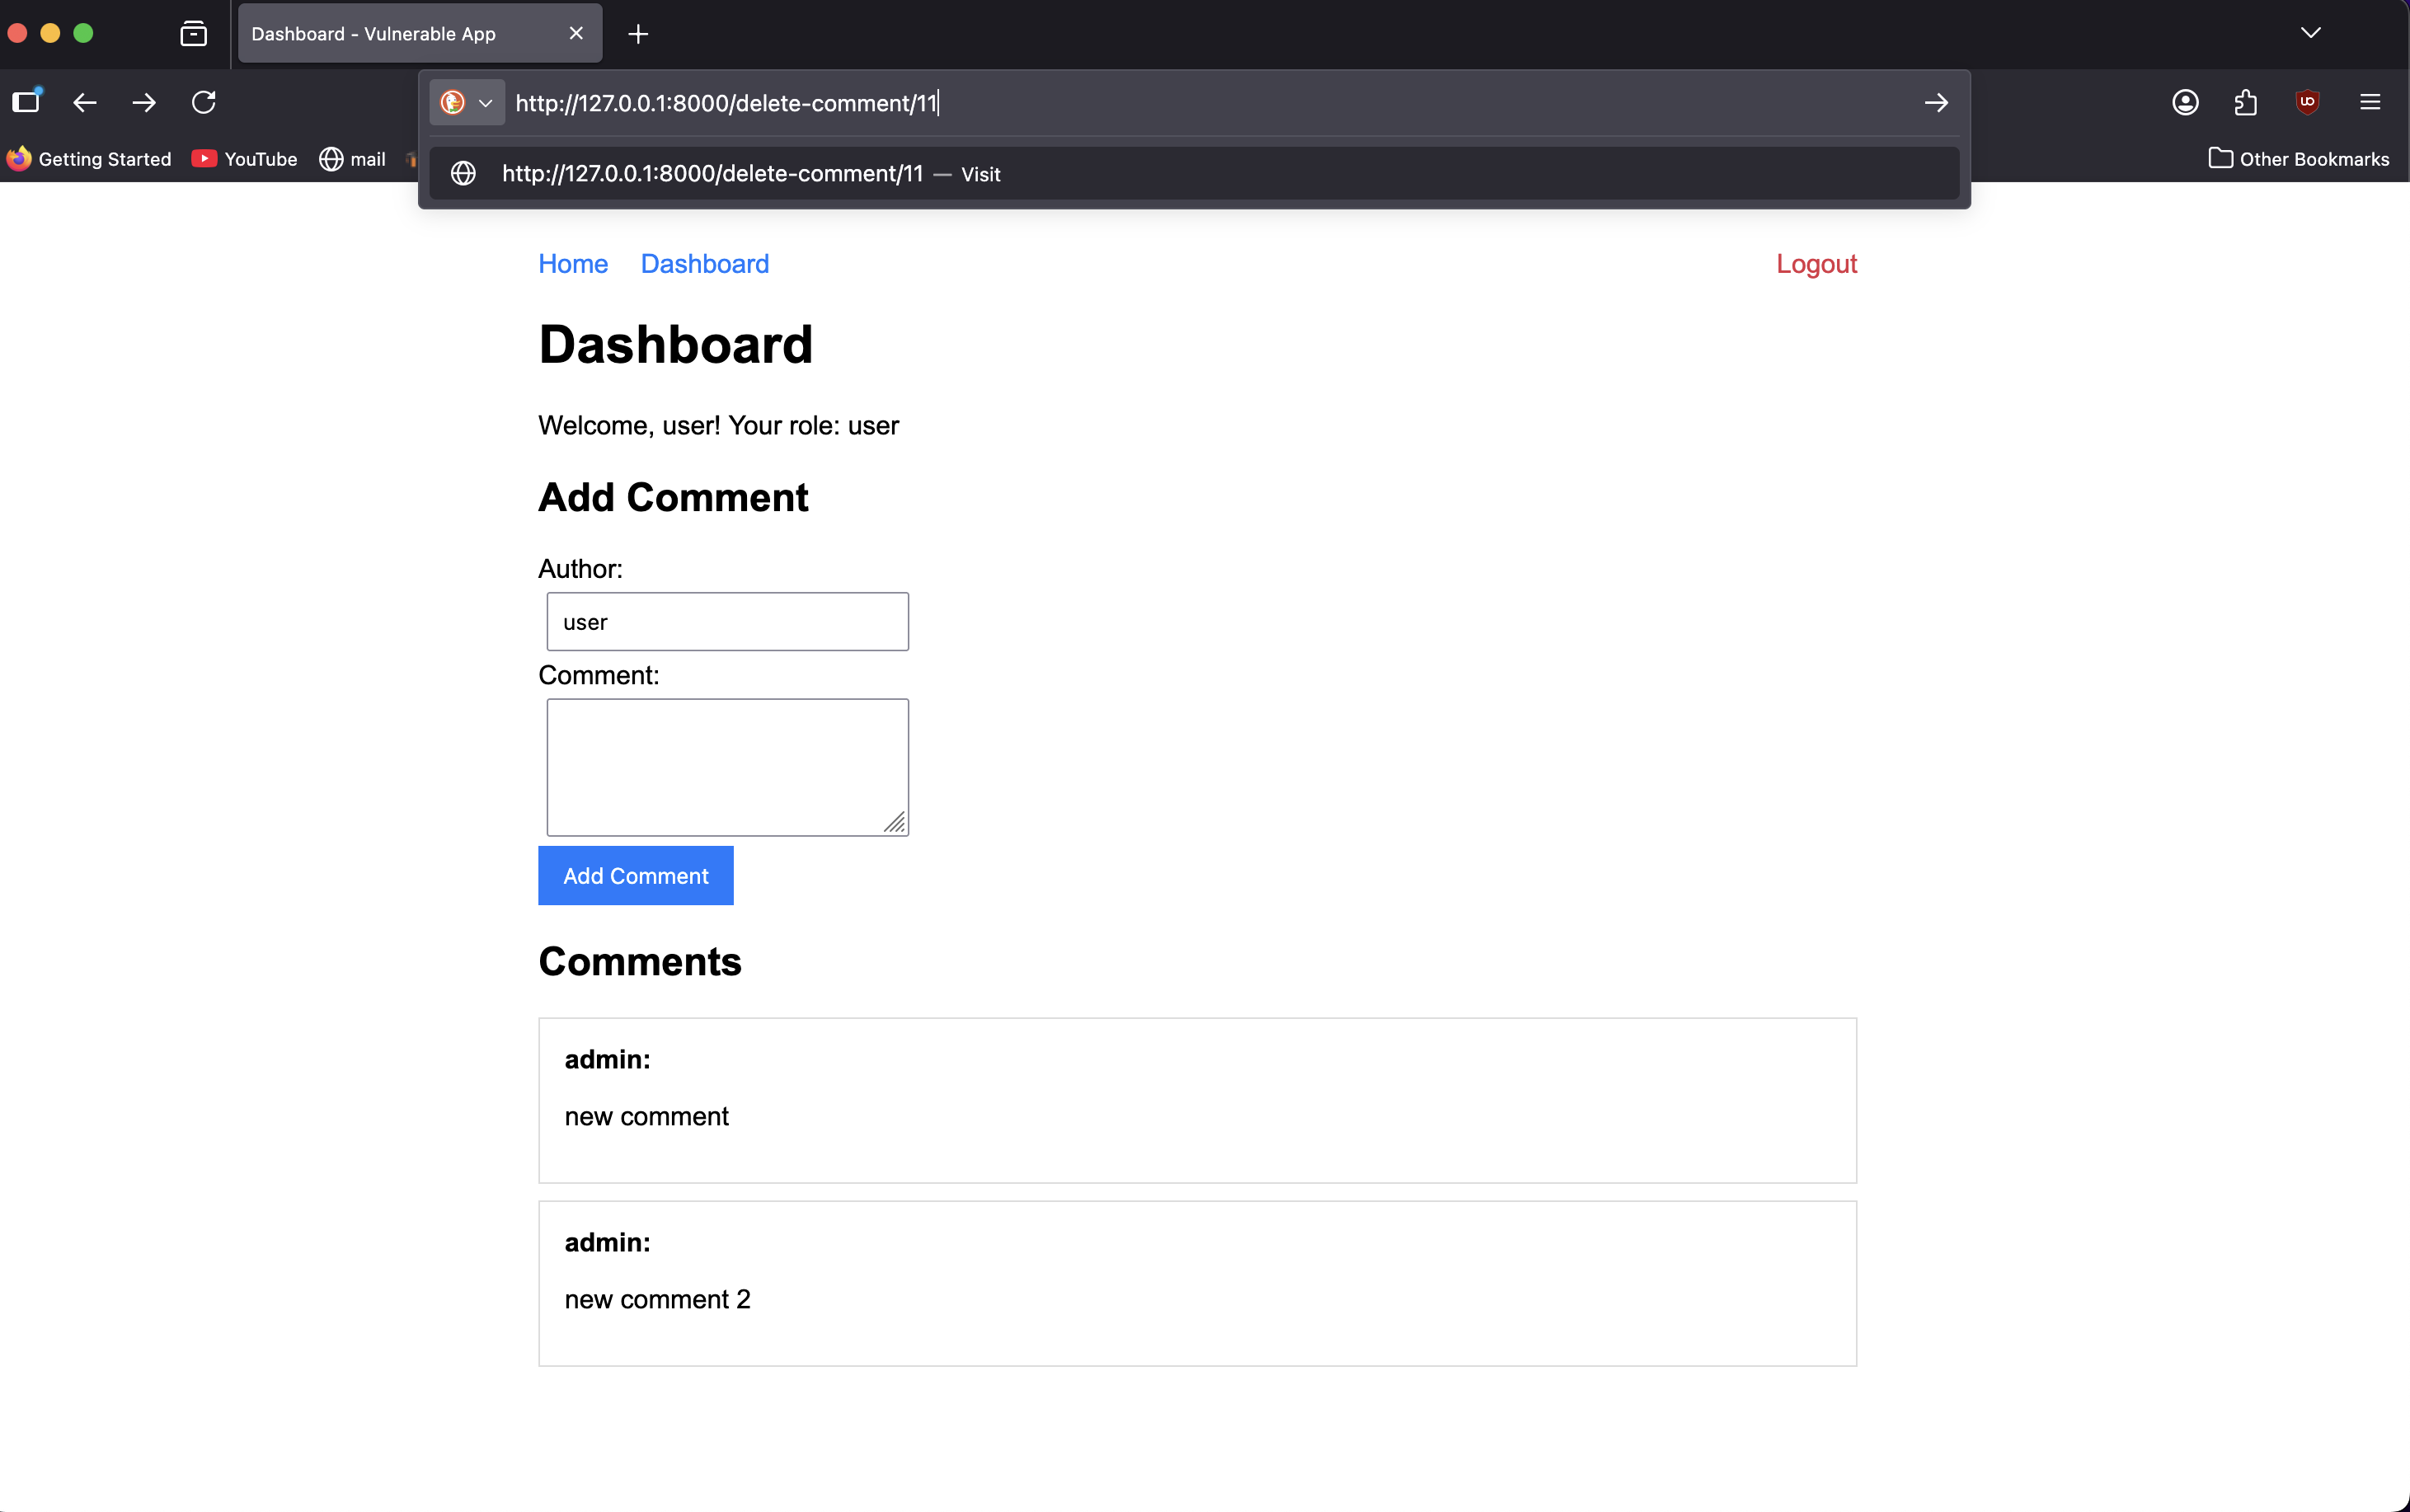 Dashboard - Vulnerable App
http://127.0.0.1:8000/delete-comment/11
Getting Started YouTube mail Other Bookmarks
http://127.0.0.1:8000/delete-comment/11 — Visit
Home Dashboard Logout
Dashboard
Welcome, user! Your role: user
Add Comment
Author:
user
Comment:
Add Comment
Comments
admin:
new comment
admin:
new comment 2